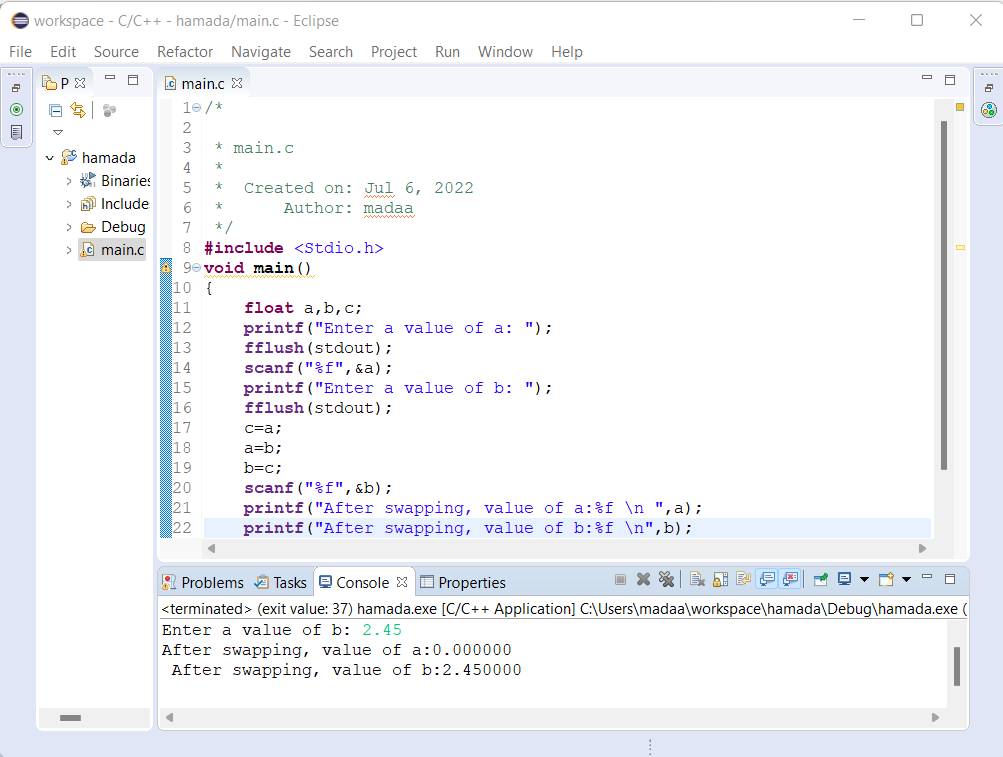 workspace - C/C++ - hamada/main.c - Eclipse
File Edit Source Refactor Navigate Search Project Run Window Help
P
main.c
hamada
Binaries
Include
Debug
main.c
1 /*
2
3 * main.c
4 *
5 * Created on: Jul 6, 2022
6 * Author: madaa
7 */
8 #include <Stdio.h>
9 void main()
10 {
11 float a,b,c;
12 printf("Enter a value of a: ");
13 fflush(stdout);
14 scanf("%f",&a);
15 printf("Enter a value of b: ");
16 fflush(stdout);
17 c=a;
18 a=b;
19 b=c;
20 scanf("%f",&b);
21 printf("After swapping, value of a:%f \n ",a);
22 printf("After swapping, value of b:%f \n",b);
Problems Tasks Console Properties
<terminated> (exit value: 37) hamada.exe [C/C++ Application] C:\Users\madaa\workspace\hamada\Debug\hamada.exe (
Enter a value of b: 2.45
After swapping, value of a:0.000000
After swapping, value of b:2.450000